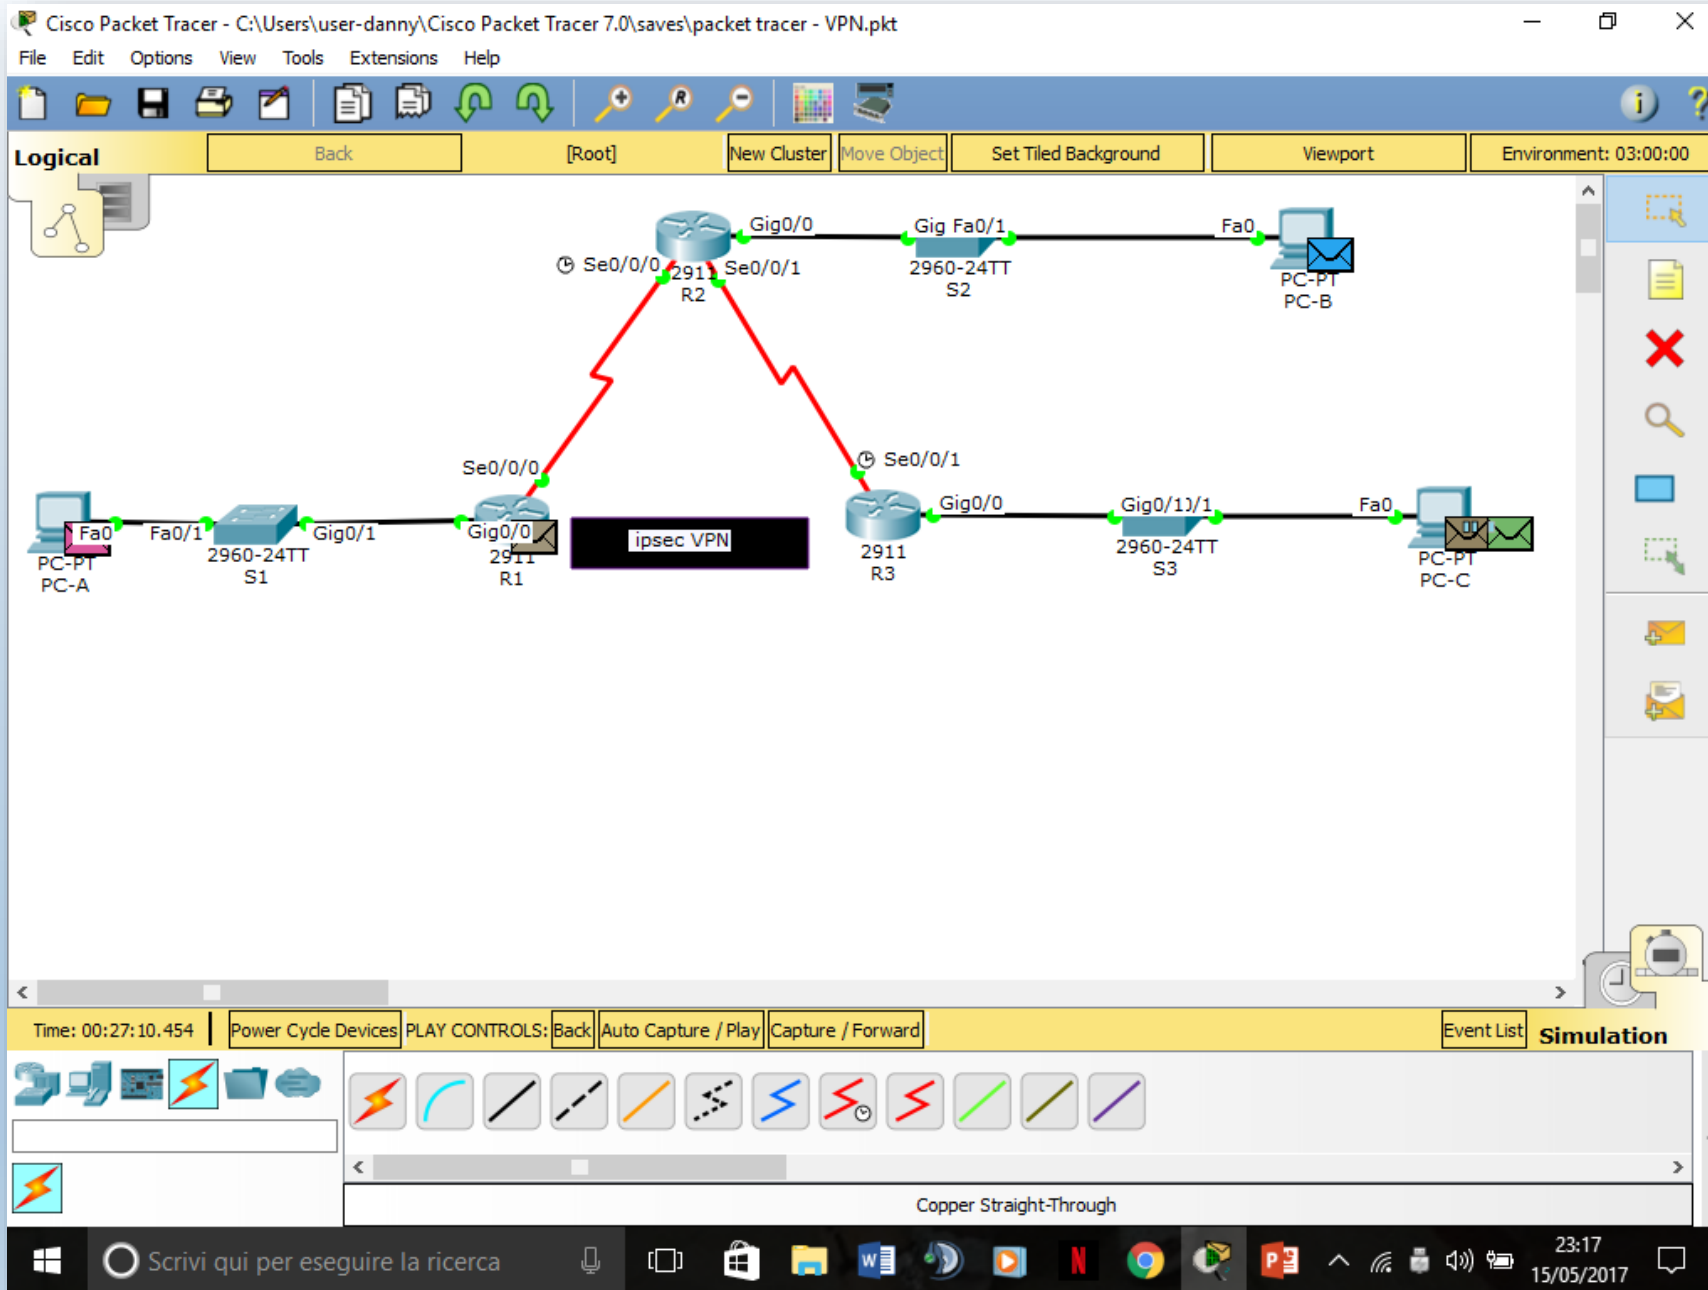 Cisco Packet Tracer - C:\Users\user-danny\Cisco Packet Tracer 7.0\saves\packet tracer - VPN.pkt
File Edit Options View Tools Extensions Help
Logical Back [Root] New Cluster Move Object Set Tiled Background Viewport Environment: 03:00:00
Gig0/0 Gig Fa0/1 Fa0
Se0/0/0 2911 Se0/0/1 2960-24TT PC-PT
R2 S2 PC-B
Se0/0/0 Se0/0/1
Fa0 Fa0/1 Gig0/1 Gig0/0 ipsec VPN Gig0/0 Gig0/1 /1 Fa0
PC-PT 2960-24TT 2911 2911 2960-24TT PC-PT
PC-A S1 R1 R3 S3 PC-C
Time: 00:27:10.454 Power Cycle Devices PLAY CONTROLS: Back Auto Capture / Play Capture / Forward Event List Simulation
Copper Straight-Through
Scrivi qui per eseguire la ricerca
23:17
15/05/2017